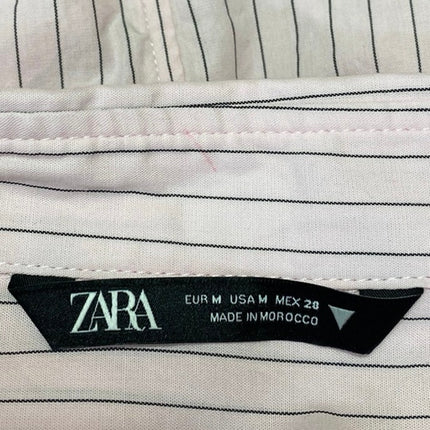 ZARA
EUR M USA M MEX 28
MADE IN MOROCCO